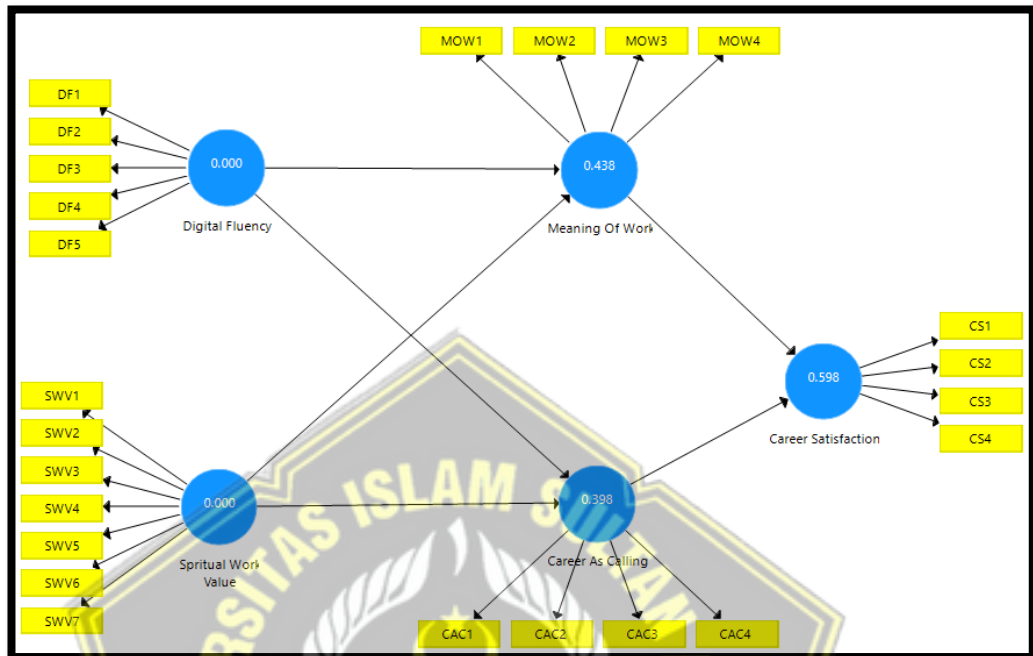 MOW1 MOW2 MOW3 MOW4
DF1
DF2
DF3
DF4
DF5
0.000
Digital Fluency
0.438
Meaning Of Work
CS1
CS2
CS3
CS4
0.598
Career Satisfaction
SWV1
SWV2
SWV3
SWV4
SWV5
SWV6
SWV7
0.000
Spritual Work
Value
0.398
Career As Calling
CAC1 CAC2 CAC3 CAC4
ISLAM